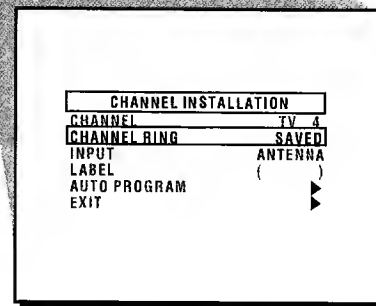 CHANNEL INSTALLATION
CHANNEL TV 4
CHANNEL RING SAVED
INPUT ANTENNA
LABEL ( )
AUTO PROGRAM ▶
EXIT ▶